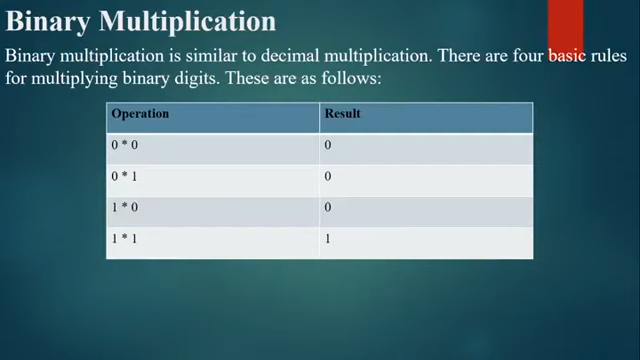 Binary Multiplication
Binary multiplication is similar to decimal multiplication. There are four basic rules
for multiplying binary digits. These are as follows:
Operation Result
0 * 0 0
0 * 1 0
1 * 0 0
1 * 1 1